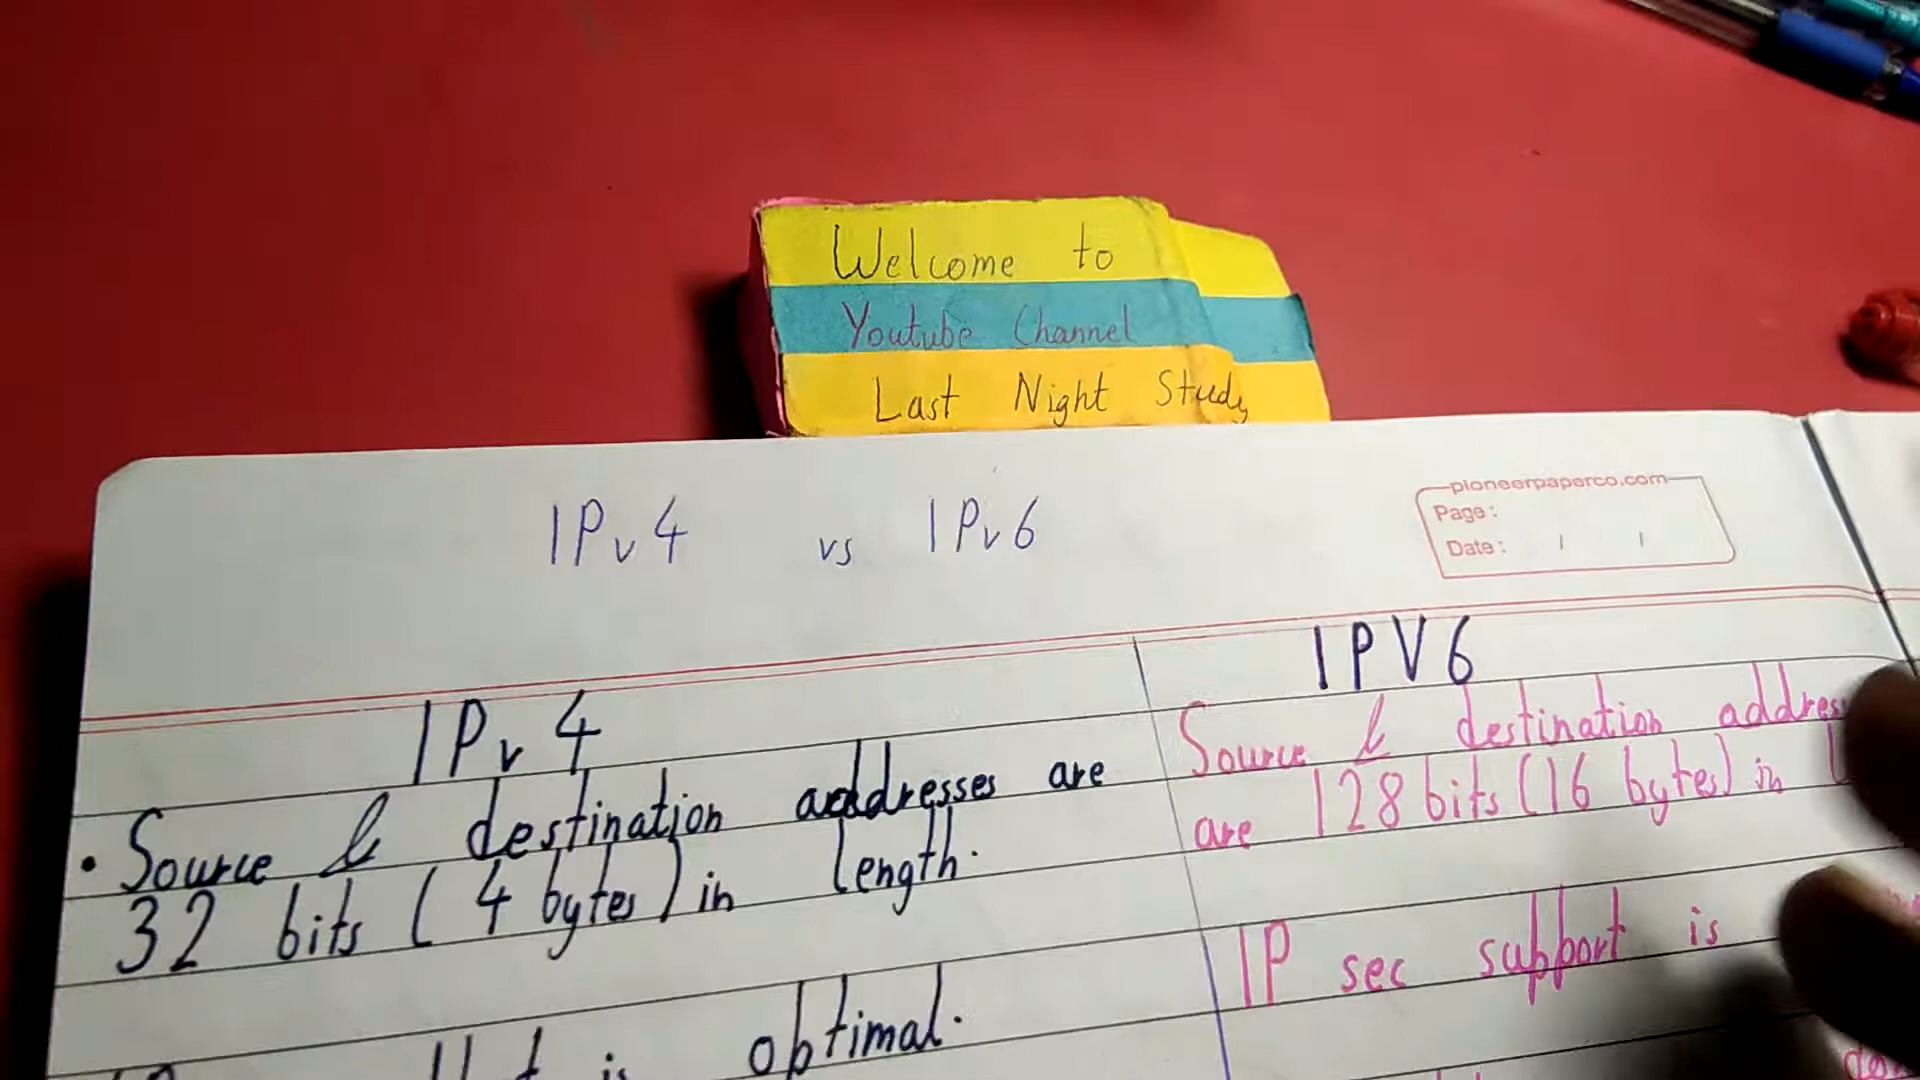 Welcome to
Youtube Channel
Last Night Study
IPv4 vs IPv6
pioneerpaperco.com
Page:
Date: / /
IPv4
• Source & destination addresses are
32 bits (4 bytes) in length.
is obtimal.
IPV6
Source & destination
are 128 bits (16 bytes) in
IP sec support is